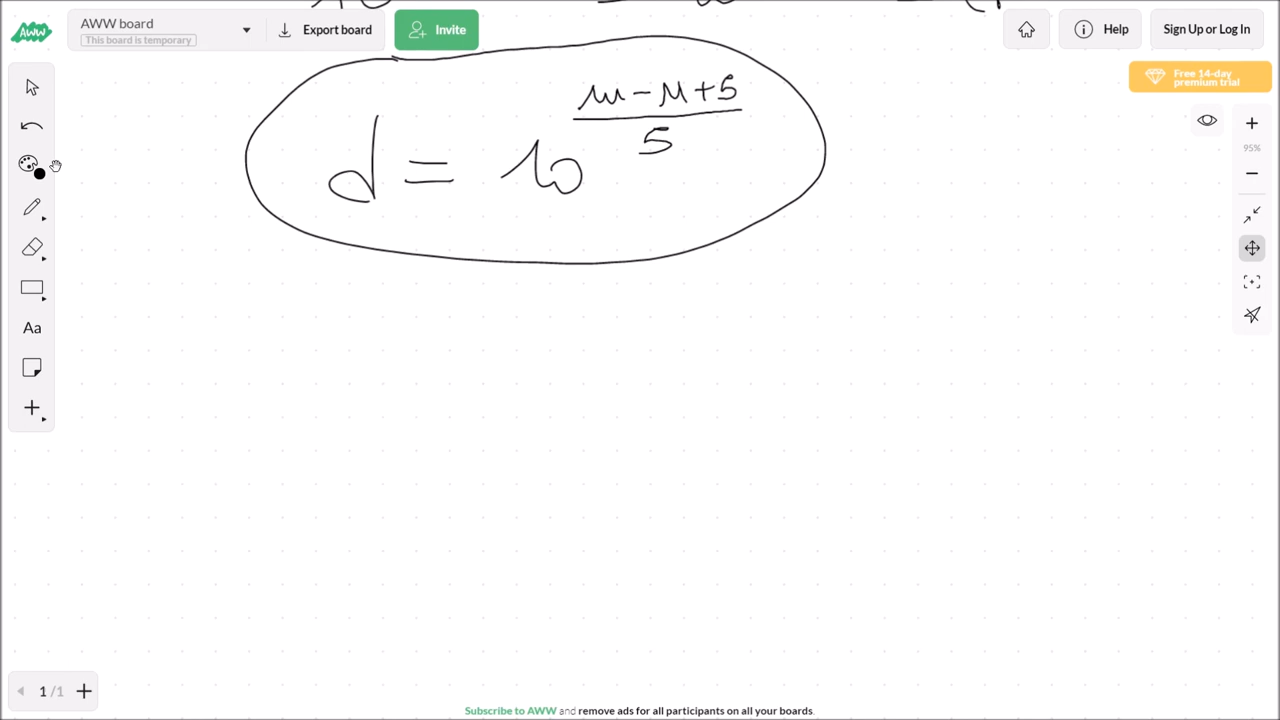 AWW
AWW board
This board is temporary
Export board
Invite
Help
Sign Up or Log In
Free 14-day
premium trial
95%
d = 10^((m-M+5)/5)
Aa
1 /1
Subscribe to AWW and remove ads for all participants on all your boards.